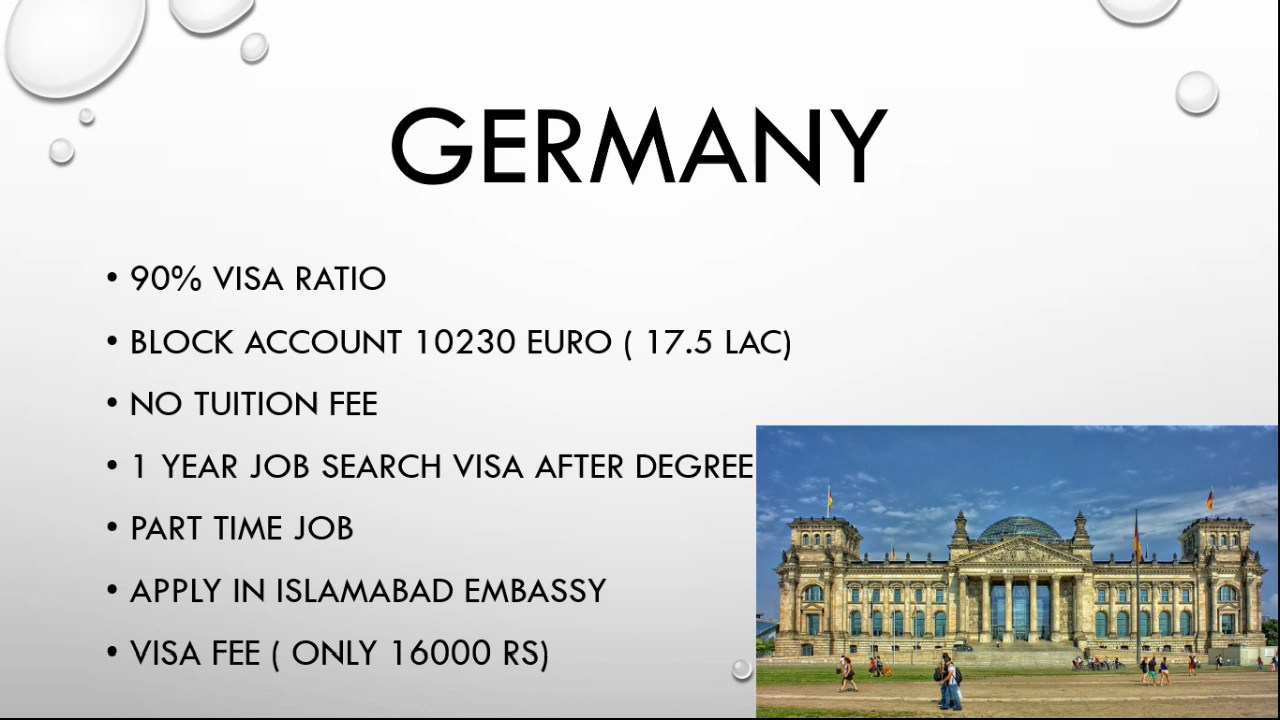 GERMANY
• 90% VISA RATIO
• BLOCK ACCOUNT 10230 EURO ( 17.5 LAC)
• NO TUITION FEE
• 1 YEAR JOB SEARCH VISA AFTER DEGREE
• PART TIME JOB
• APPLY IN ISLAMABAD EMBASSY
• VISA FEE ( ONLY 16000 RS)